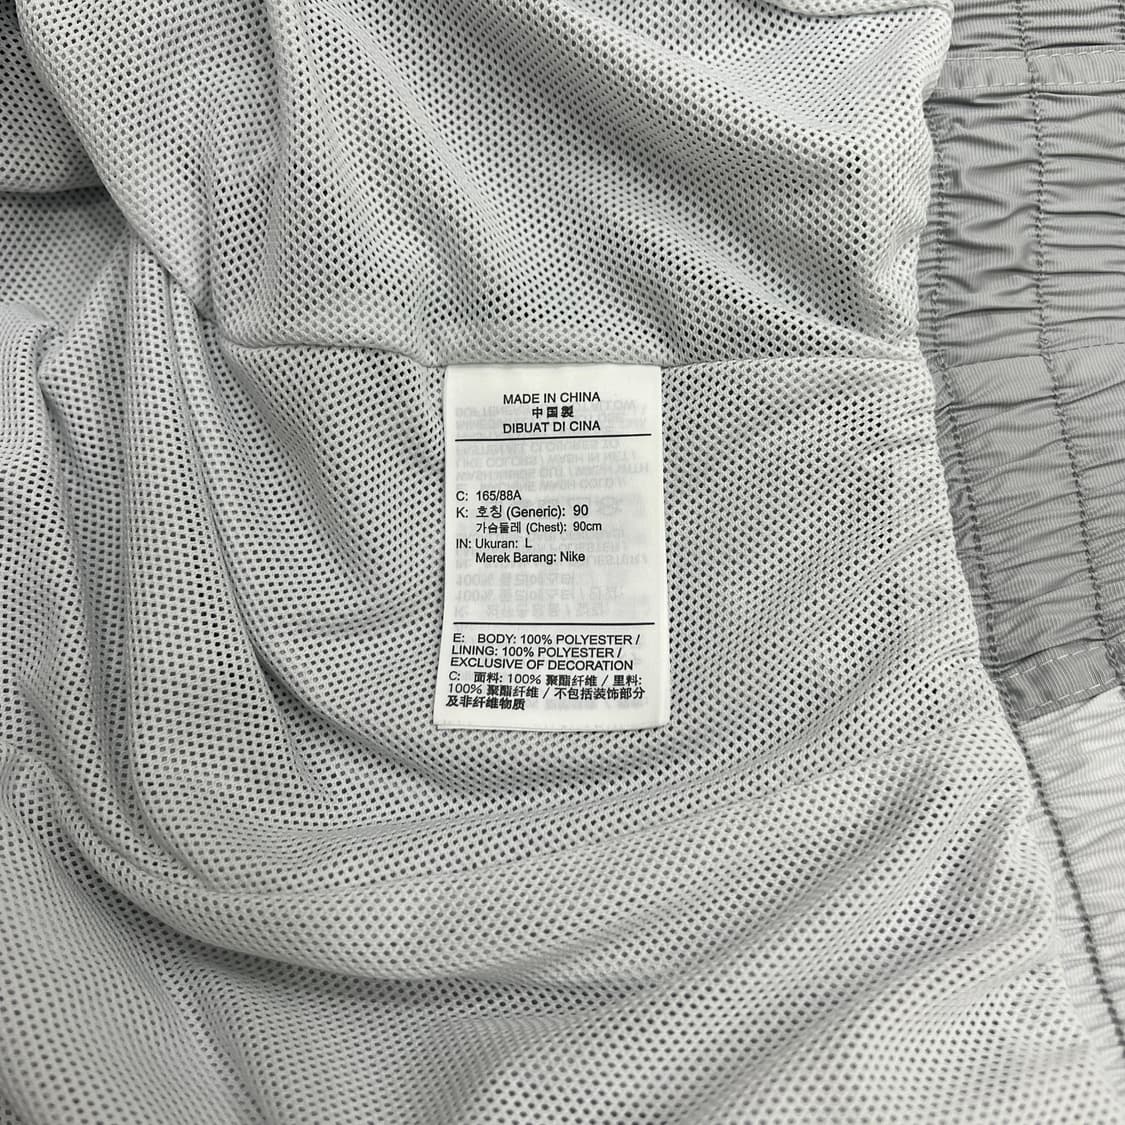 MADE IN CHINA
中国製
DIBUAT DI CINA
C: 165/88A
K: 호칭 (Generic): 90
가슴둘레 (Chest): 90cm
IN: Ukuran: L
Merek Barang: Nike
E: BODY: 100% POLYESTER /
LINING: 100% POLYESTER /
EXCLUSIVE OF DECORATION
C: 面料: 100% 聚酯纤维 / 里料:
100% 聚酯纤维 / 不包括装饰部分
及非纤维物质